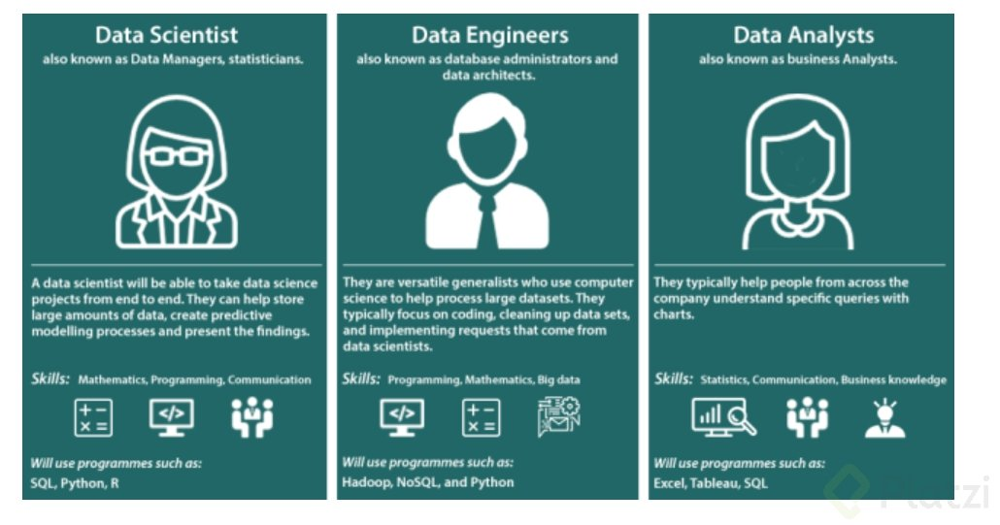 Data Scientist
also known as Data Managers, statisticians.
A data scientist will be able to take data science
projects from end to end. They can help store
large amounts of data, create predictive
modelling processes and present the findings.
Skills: Mathematics, Programming, Communication
Will use programmes such as:
SQL, Python, R
Data Engineers
also known as database administrators and
data architects.
They are versatile generalists who use computer
science to help process large datasets. They
typically focus on coding, cleaning up data sets,
and implementing requests that come from
data scientists.
Skills: Programming, Mathematics, Big data
Will use programmes such as:
Hadoop, NoSQL, and Python
Data Analysts
also known as business Analysts.
They typically help people from across the
company understand specific queries with
charts.
Skills: Statistics, Communication, Business knowledge
Will use programmes such as:
Excel, Tableau, SQL
Platzi